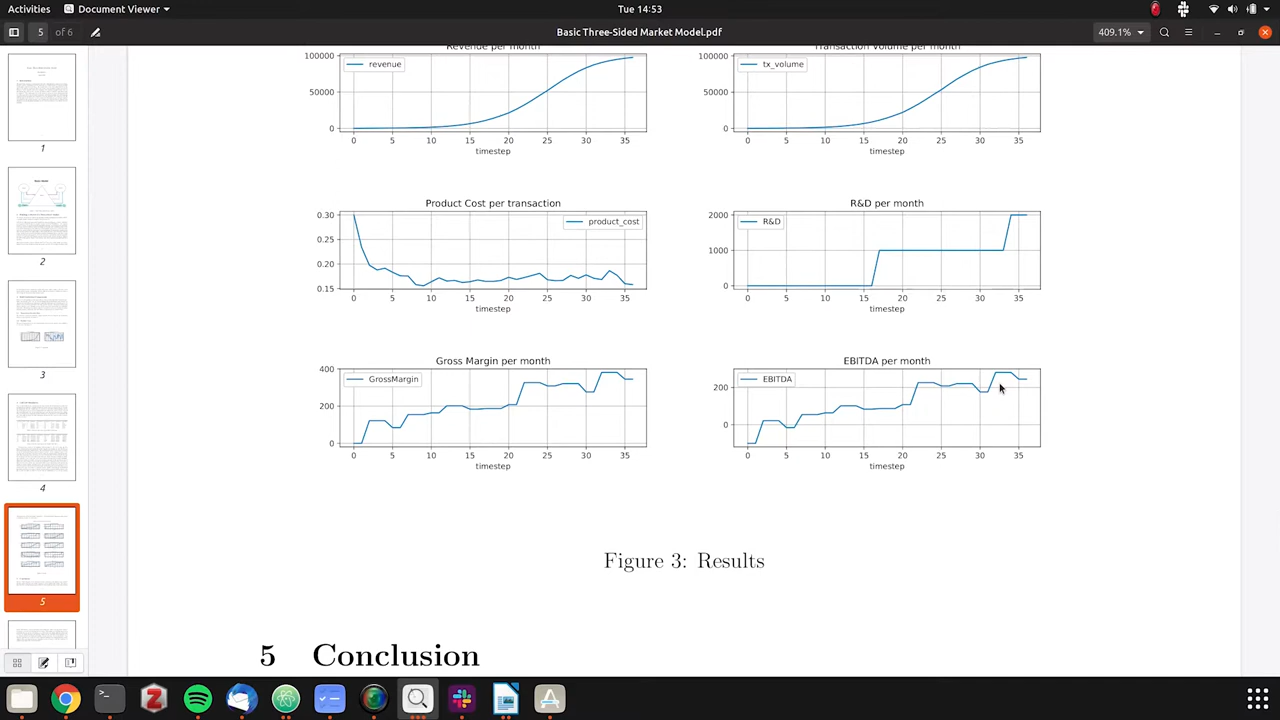 Activities Document Viewer Tue 14:53
5 of 6 Basic Three-Sided Market Model.pdf 409.1%
Revenue per month Transaction Volume per month
100000 100000
revenue tx_volume
50000 50000
0 0
0 5 10 15 20 25 30 35 0 5 10 15 20 25 30 35
timestep timestep
Product Cost per transaction R&D per month
0.30 2000
product_cost R&D
0.25
1000
0.20
0.15 0
0 5 10 15 20 25 30 35 0 5 10 15 20 25 30 35
timestep timestep
Gross Margin per month EBITDA per month
400
GrossMargin EBITDA
200
200
0
0
0 5 10 15 20 25 30 35 0 5 10 15 20 25 30 35
timestep timestep
Figure 3: Results
5 Conclusion
1
2
3
4
5